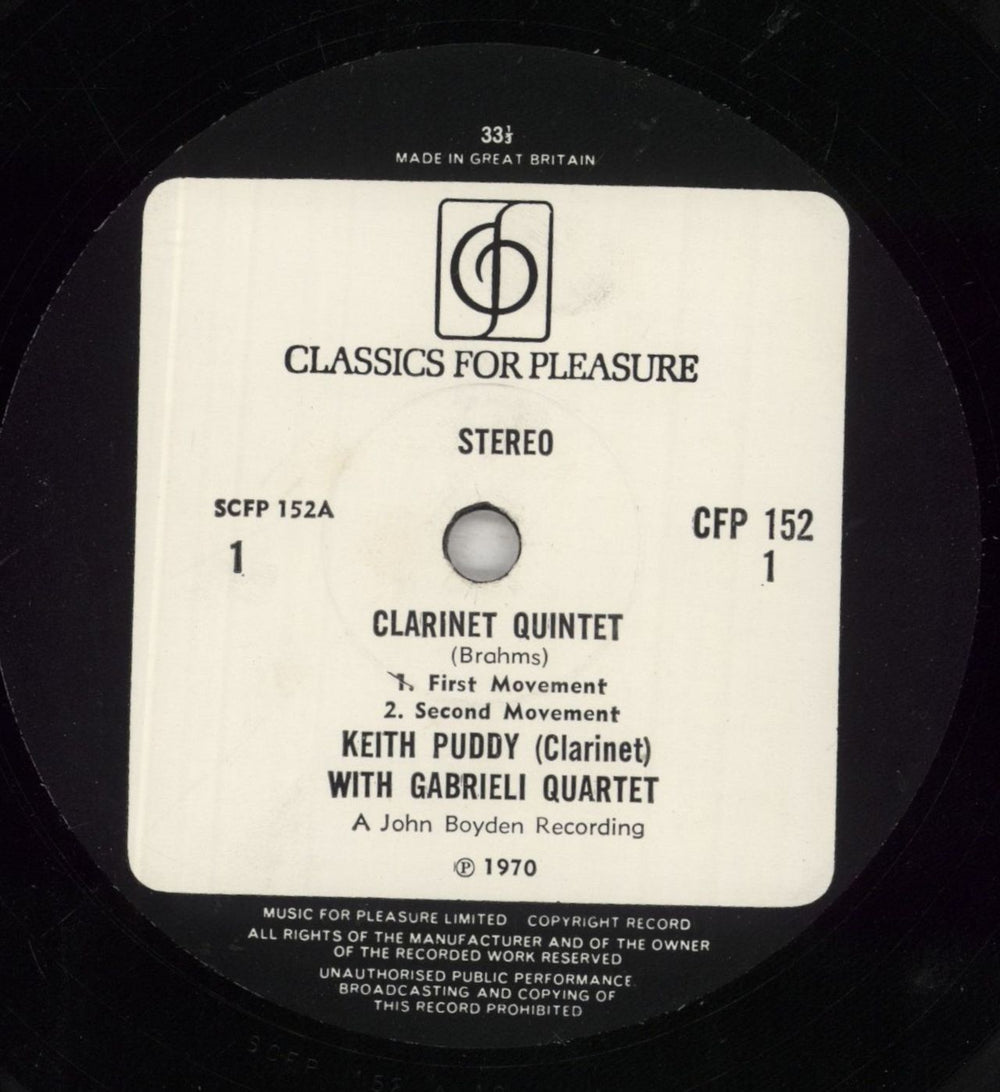 33⅓
MADE IN GREAT BRITAIN
CLASSICS FOR PLEASURE
STEREO
SCFP 152A
1
CFP 152
1
CLARINET QUINTET
(Brahms)
1. First Movement
2. Second Movement
KEITH PUDDY (Clarinet)
WITH GABRIELI QUARTET
A John Boyden Recording
℗ 1970
MUSIC FOR PLEASURE LIMITED COPYRIGHT RECORD
ALL RIGHTS OF THE MANUFACTURER AND OF THE OWNER
OF THE RECORDED WORK RESERVED
UNAUTHORISED PUBLIC PERFORMANCE.
BROADCASTING AND COPYING OF
THIS RECORD PROHIBITED
SCFP